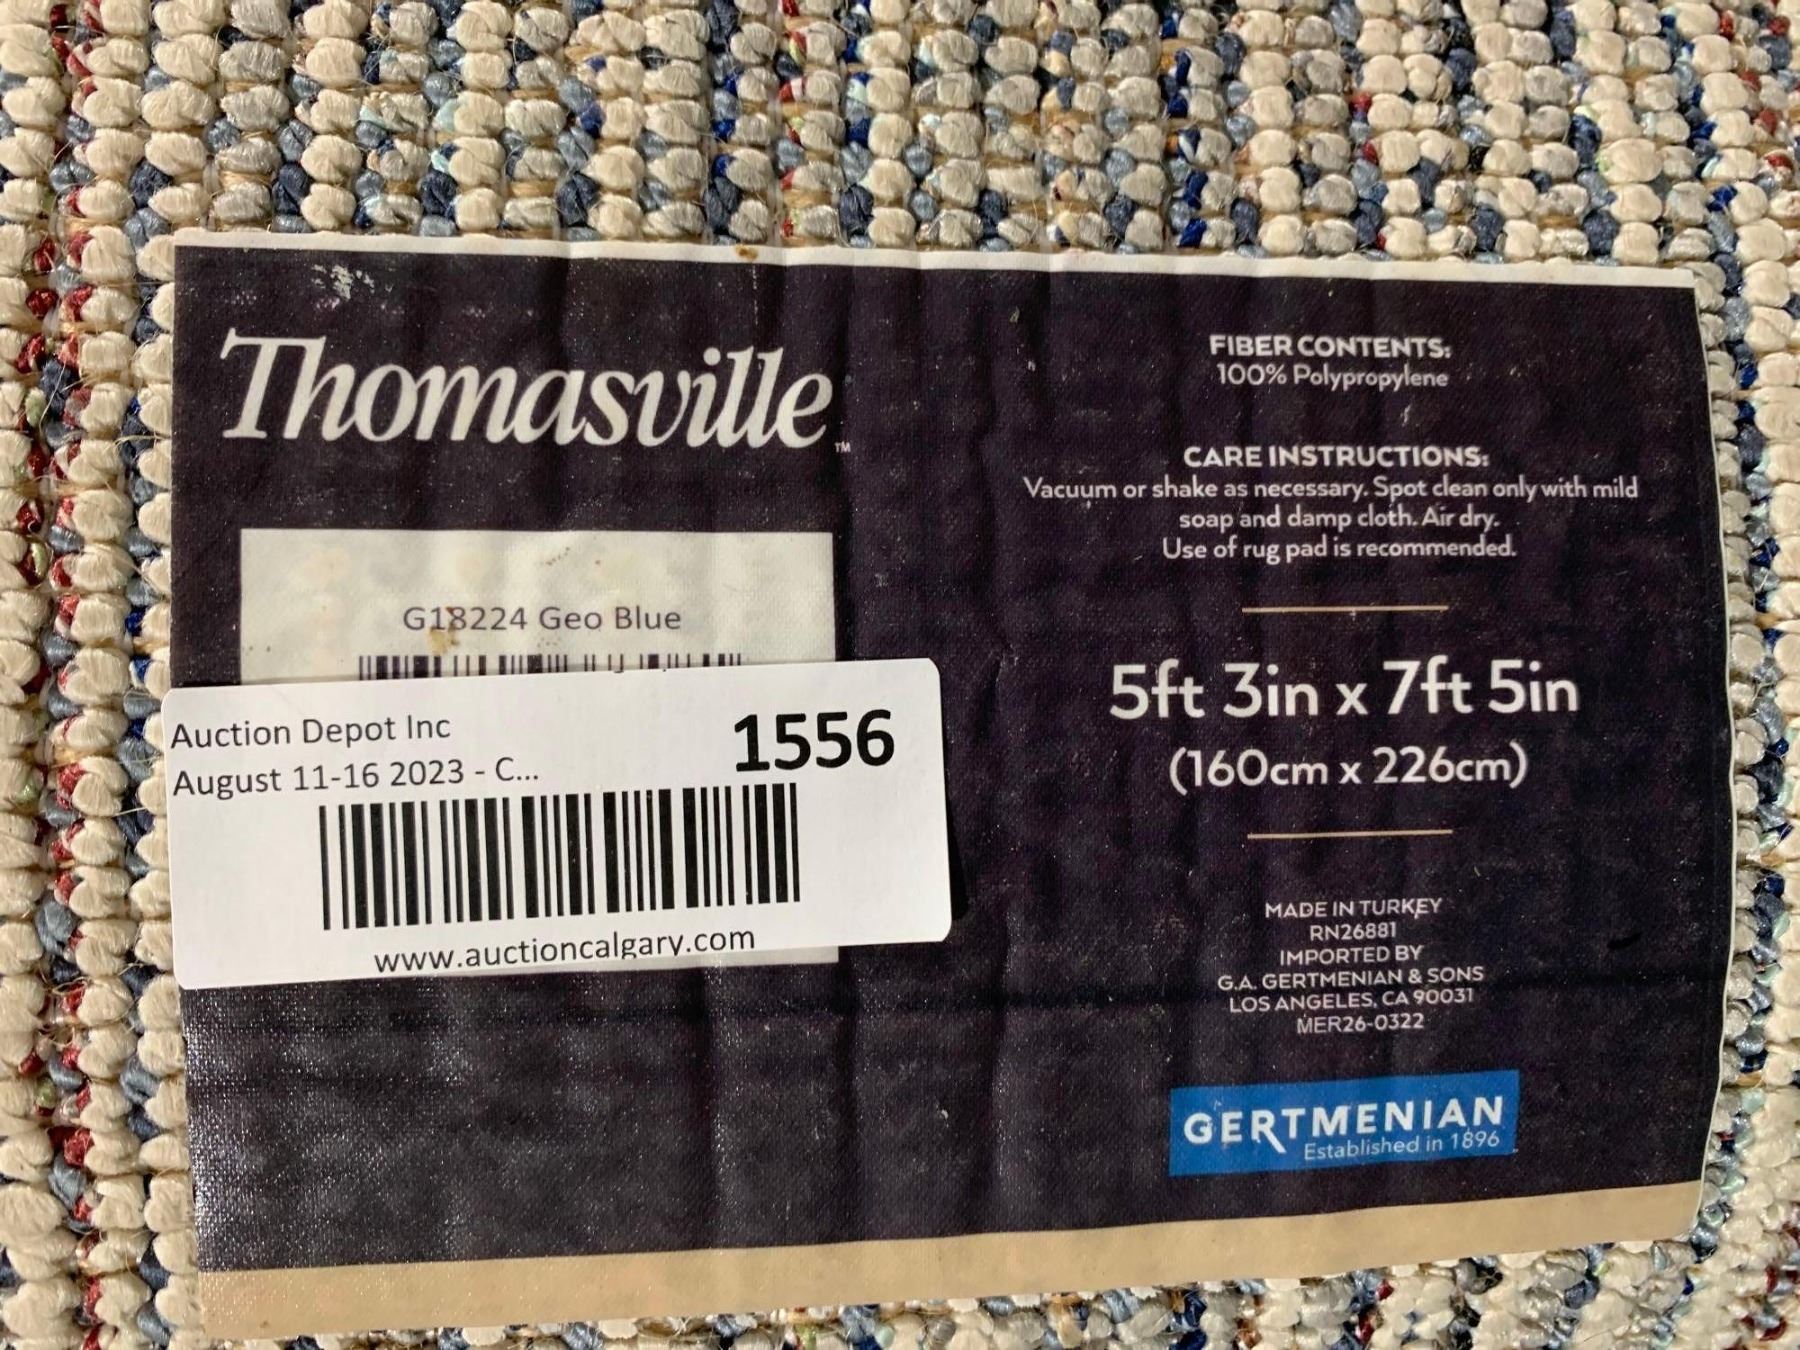 Thomasville™
G18224 Geo Blue
Auction Depot Inc
1556
August 11-16 2023 - C...
www.auctioncalgary.com
FIBER CONTENTS:
100% Polypropylene
CARE INSTRUCTIONS:
Vacuum or shake as necessary. Spot clean only with mild
soap and damp cloth. Air dry.
Use of rug pad is recommended.
5ft 3in x 7ft 5in
(160cm x 226cm)
MADE IN TURKEY
RN26881
IMPORTED BY
G.A. GERTMENIAN & SONS
LOS ANGELES, CA 90031
MER26-0322
GERTMENIAN
Established in 1896